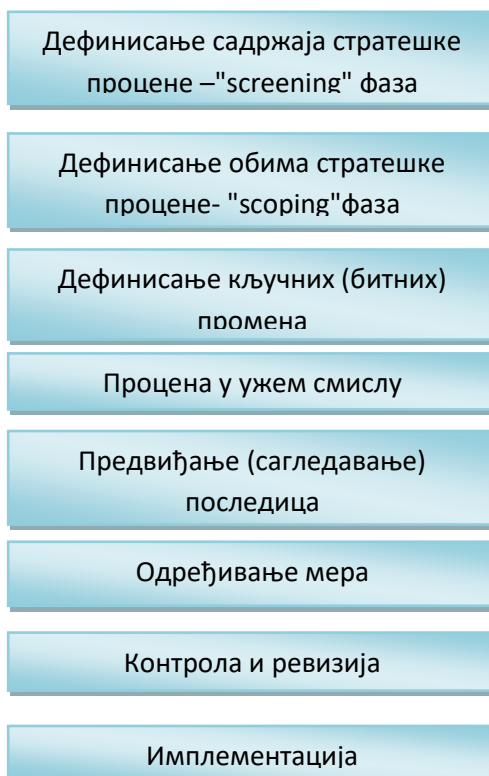 Дефинисање садржаја стратешке
процене –"screening" фаза
Дефинисање обима стратешке
процене- "scoping"фаза
Дефинисање кључних (битних)
промена
Процена у ужем смислу
Предвиђање (сагледавање)
последица
Одређивање мера
Контрола и ревизија
Имплементација